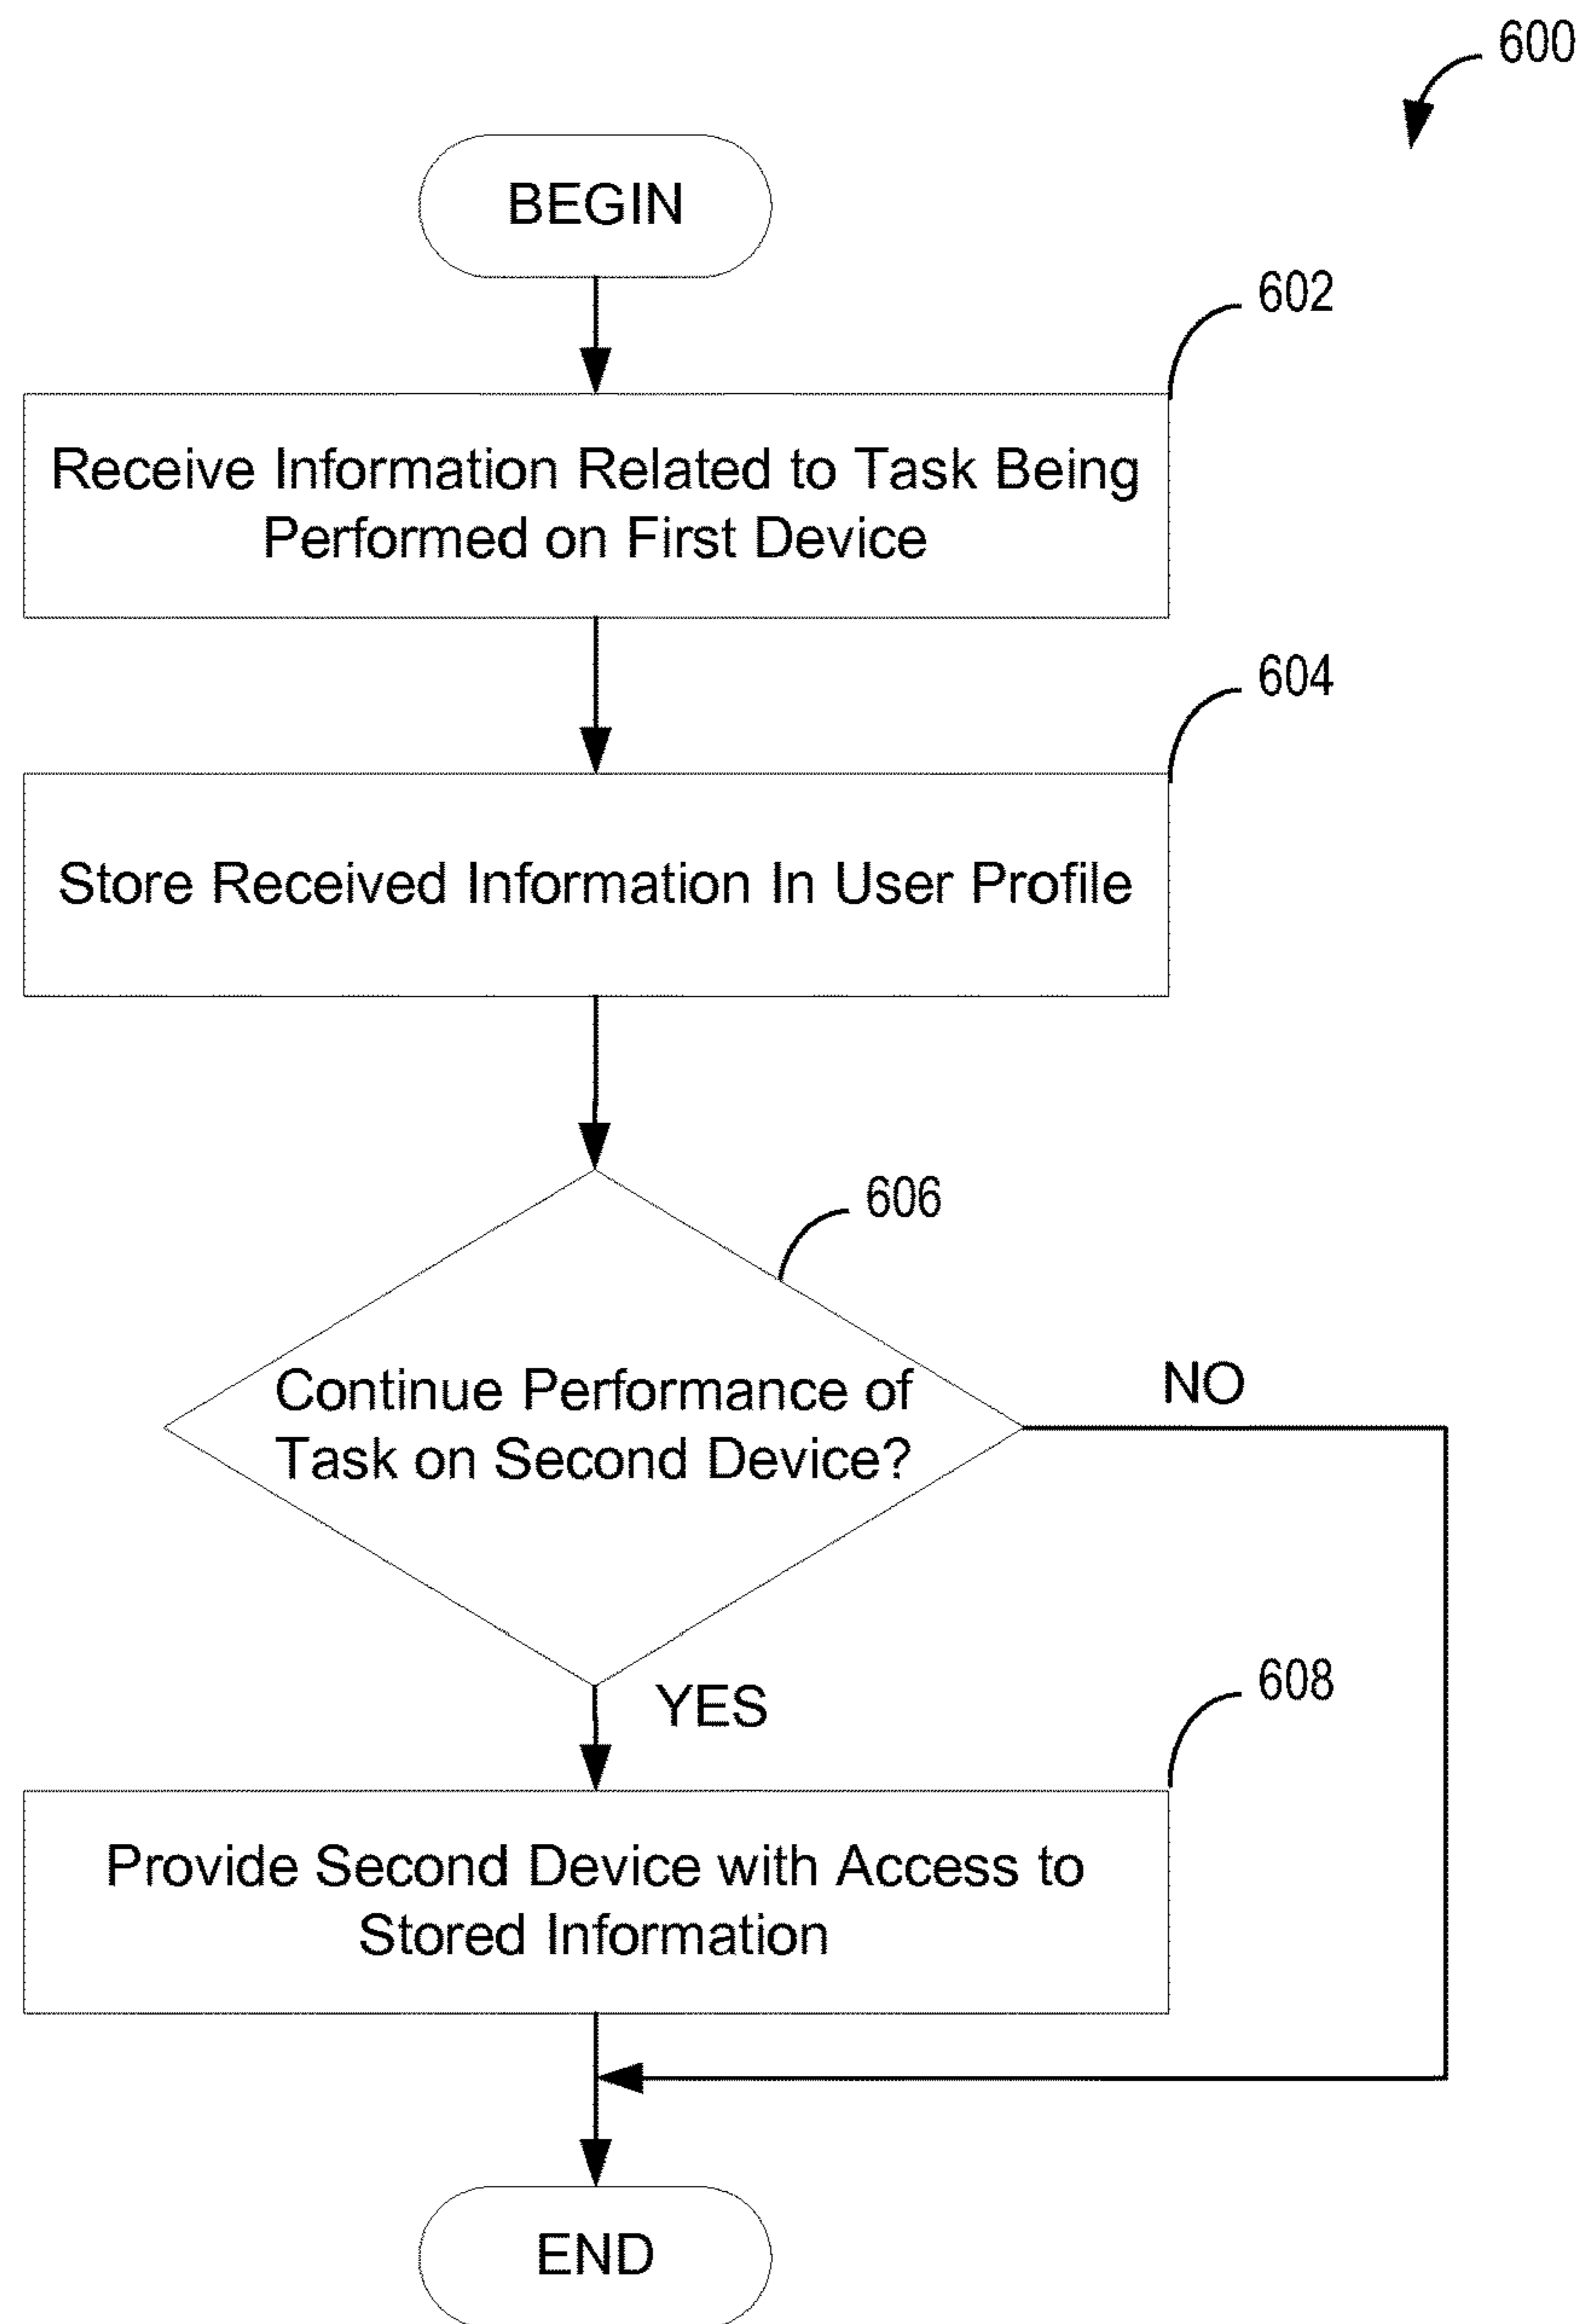 600
BEGIN
602
Receive Information Related to Task Being
Performed on First Device
604
Store Received Information In User Profile
606
Continue Performance of
Task on Second Device?
NO
YES
608
Provide Second Device with Access to
Stored Information
END